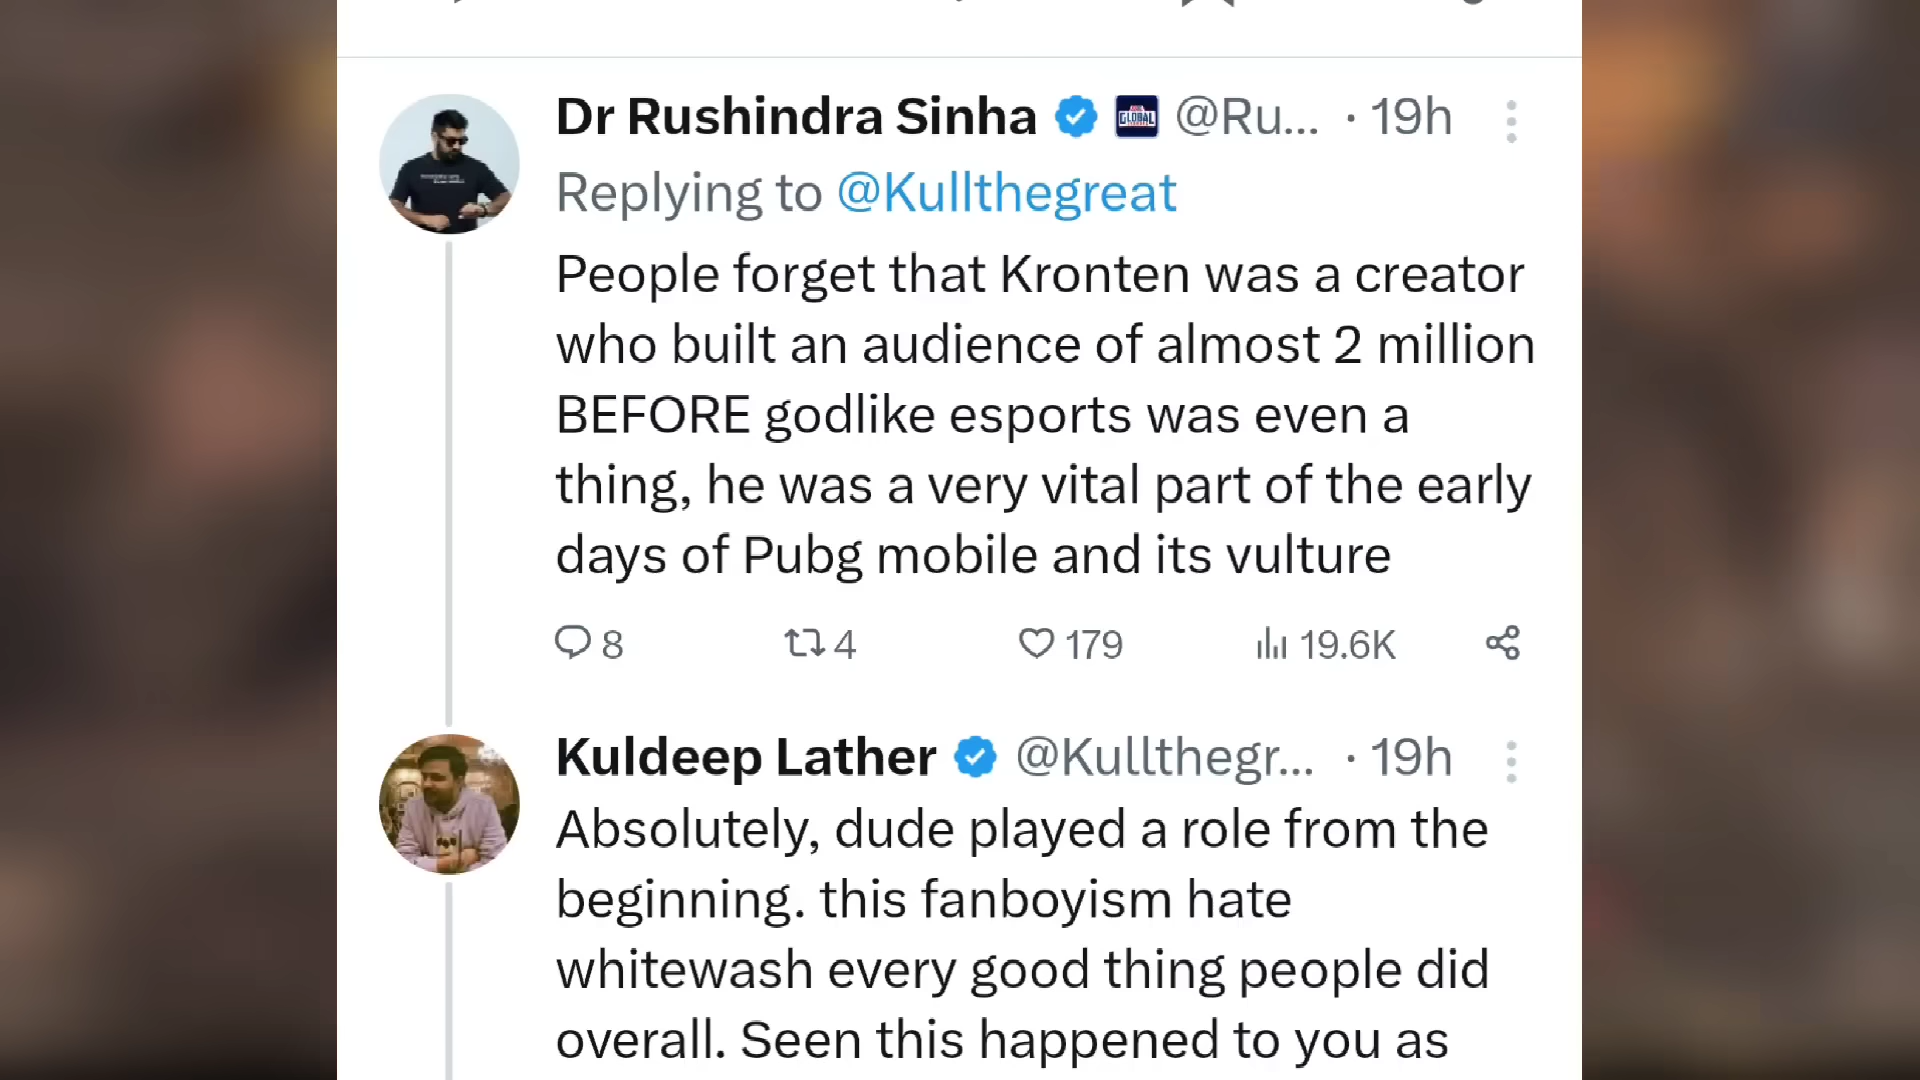 Dr Rushindra Sinha GLOBAL @Ru... · 19h
Replying to @Kullthegreat
People forget that Kronten was a creator
who built an audience of almost 2 million
BEFORE godlike esports was even a
thing, he was a very vital part of the early
days of Pubg mobile and its vulture
8 4 179 19.6K
Kuldeep Lather @Kullthegr... · 19h
Absolutely, dude played a role from the
beginning. this fanboyism hate
whitewash every good thing people did
overall. Seen this happened to you as